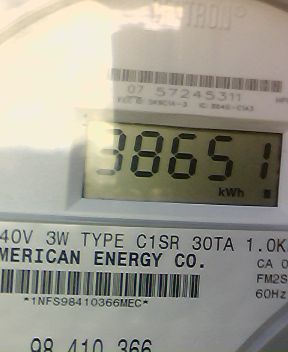 TRON®
07 57245311
38651
kWh
40V 3W TYPE C1SR 30TA 1.0K
MERICAN ENERGY CO.
CA 0
FM2S
60Hz
*1NFS98410366MEC*
98 410 366